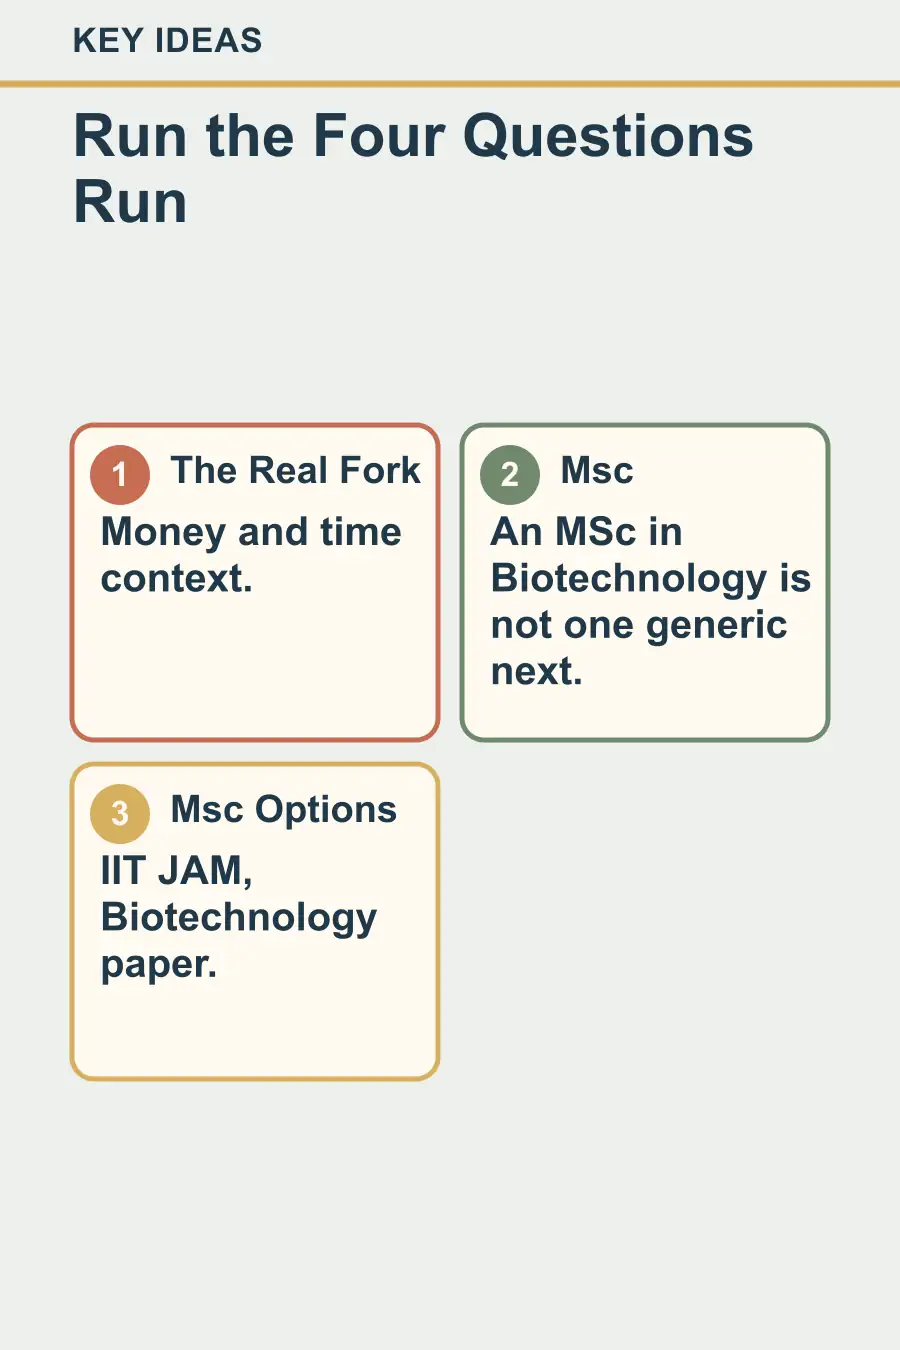 KEY IDEAS
Run the Four Questions
Run
1
The Real Fork
Money and time
context.
2
Msc
An MSc in
Biotechnology is
not one generic
next.
3
Msc Options
IIT JAM,
Biotechnology
paper.